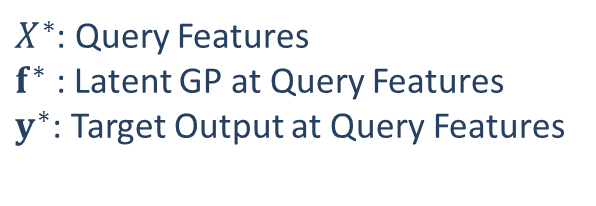 X*: Query Features
f* : Latent GP at Query Features
y*: Target Output at Query Features